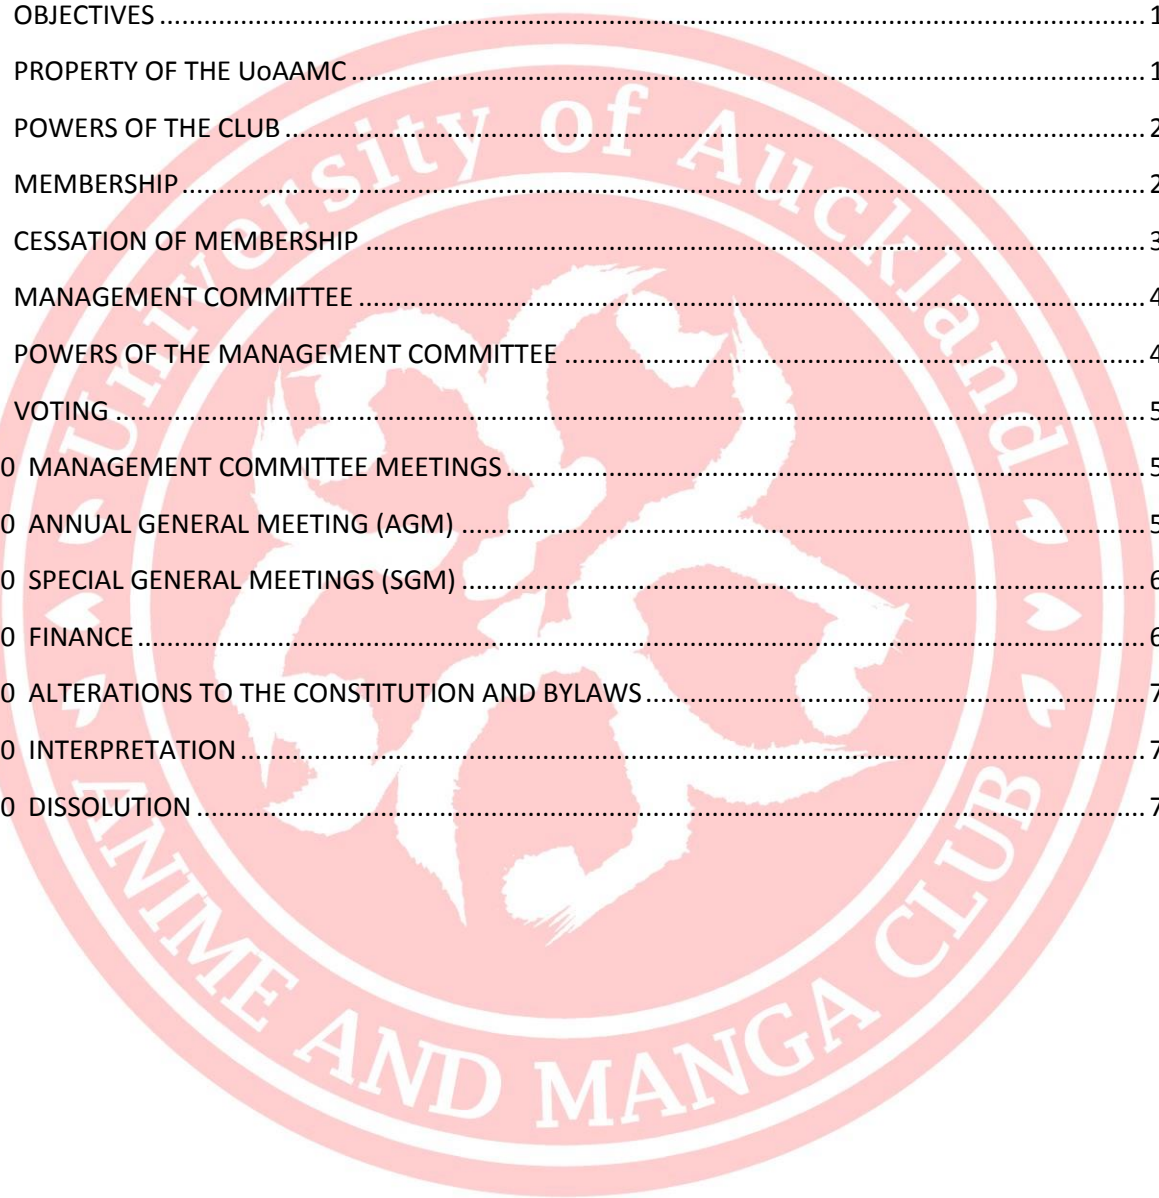 OBJECTIVES 1
PROPERTY OF THE UoAAMC 1
POWERS OF THE CLUB 2
MEMBERSHIP 2
CESSATION OF MEMBERSHIP 3
MANAGEMENT COMMITTEE 4
POWERS OF THE MANAGEMENT COMMITTEE 4
VOTING 5
0 MANAGEMENT COMMITTEE MEETINGS 5
0 ANNUAL GENERAL MEETING (AGM) 5
0 SPECIAL GENERAL MEETINGS (SGM) 6
0 FINANCE 6
0 ALTERATIONS TO THE CONSTITUTION AND BYLAWS 7
0 INTERPRETATION 7
0 DISSOLUTION 7
University of Auckland
ANIME AND MANGA CLUB